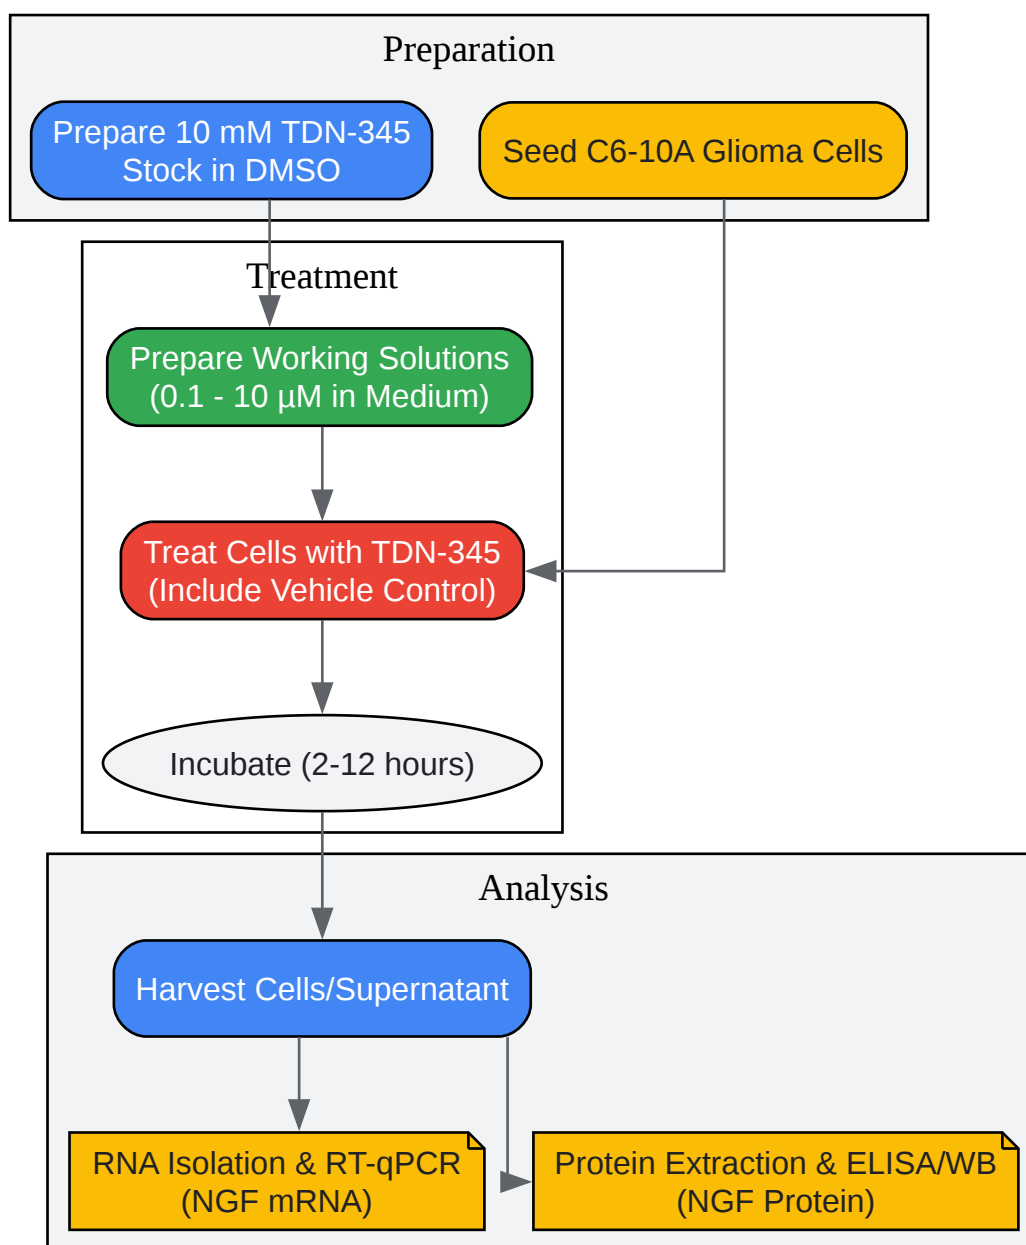 Preparation
Prepare 10 mM TDN-345
Stock in DMSO
Seed C6-10A Glioma Cells
Treatment
Prepare Working Solutions
(0.1 - 10 µM in Medium)
Treat Cells with TDN-345
(Include Vehicle Control)
Incubate (2-12 hours)
Analysis
Harvest Cells/Supernatant
RNA Isolation & RT-qPCR
(NGF mRNA)
Protein Extraction & ELISA/WB
(NGF Protein)